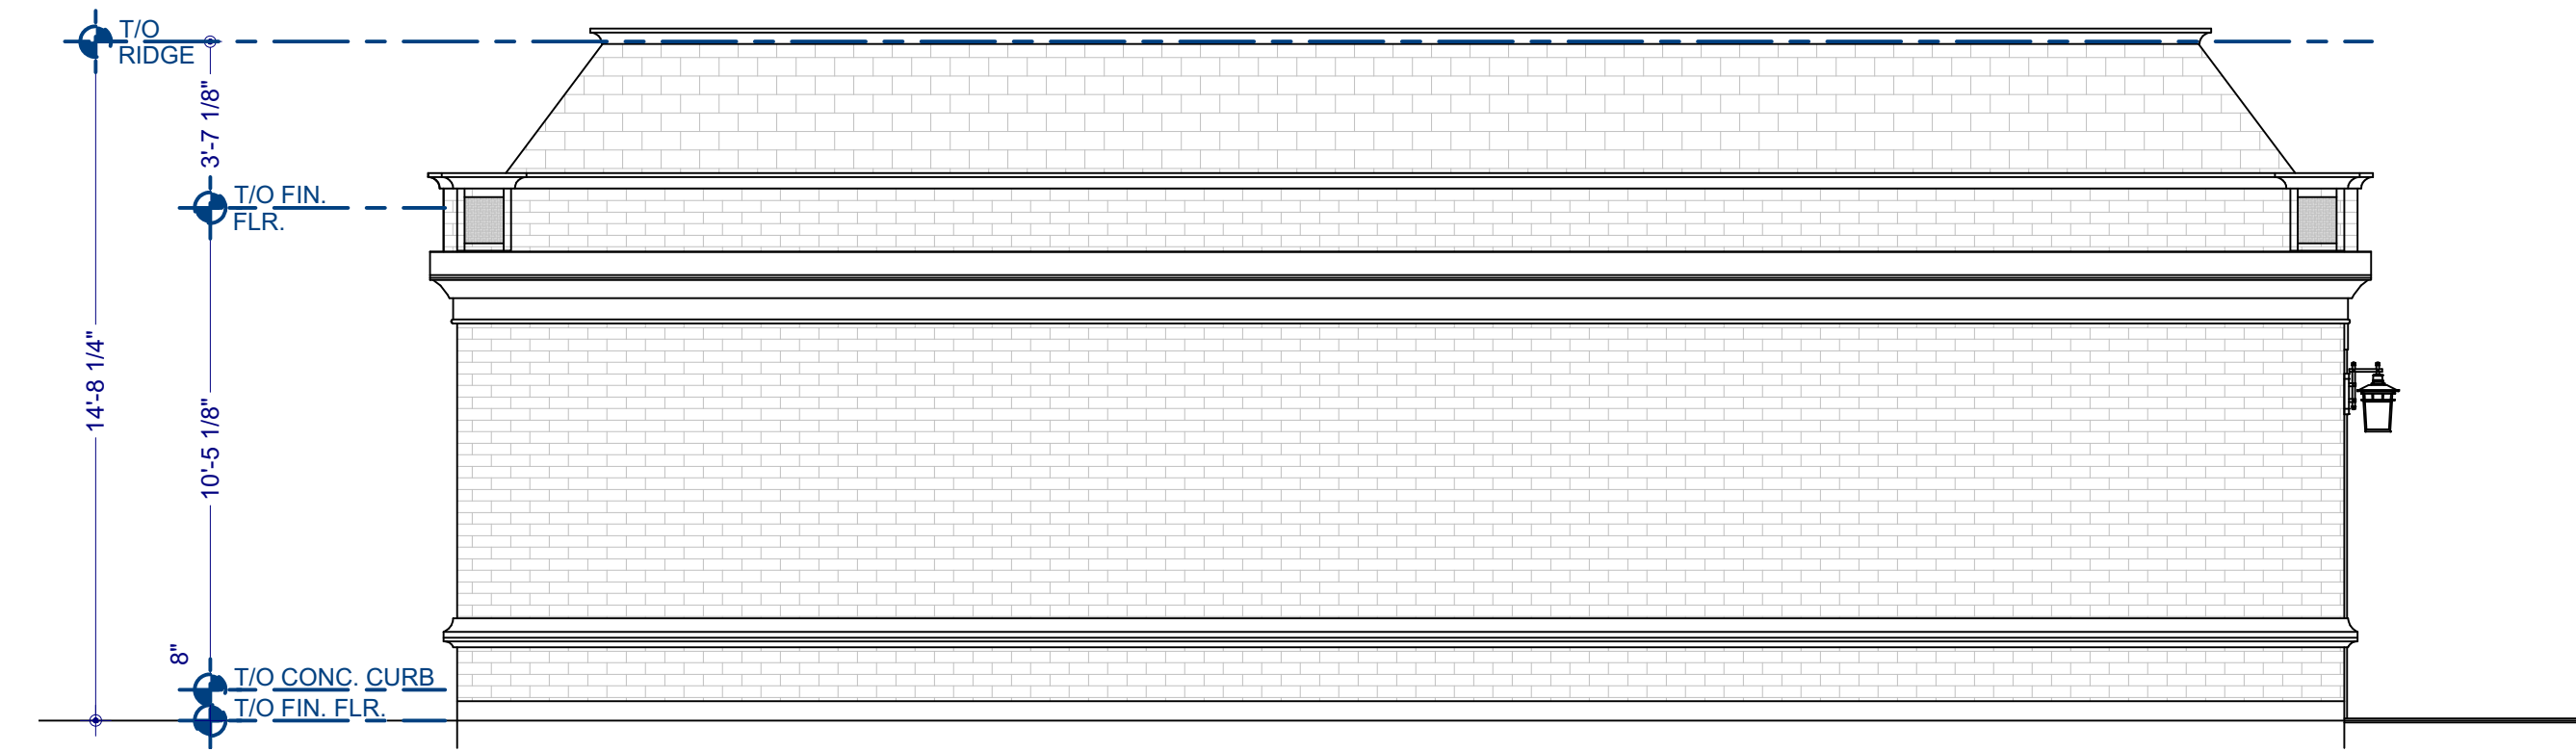 T/O
RIDGE
3'-7 1/8"
T/O FIN.
FLR.
14'-8 1/4"
10'-5 1/8"
8"
T/O CONC. CURB
T/O FIN. FLR.